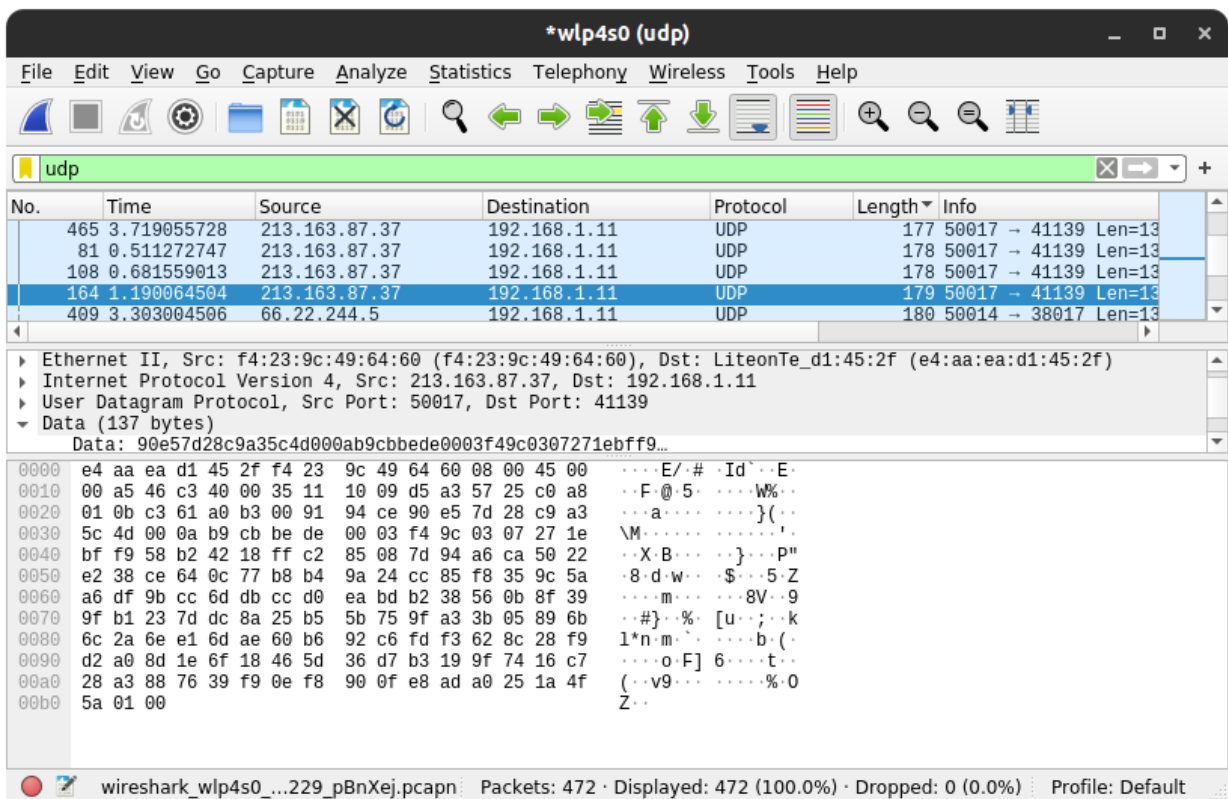 *wlp4s0 (udp)
File Edit View Go Capture Analyze Statistics Telephony Wireless Tools Help
udp
No. Time Source Destination Protocol Length Info
465 3.719055728 213.163.87.37 192.168.1.11 UDP 177 50017 → 41139 Len=13
81 0.511272747 213.163.87.37 192.168.1.11 UDP 178 50017 → 41139 Len=13
108 0.681559013 213.163.87.37 192.168.1.11 UDP 178 50017 → 41139 Len=13
164 1.190064504 213.163.87.37 192.168.1.11 UDP 179 50017 → 41139 Len=13
409 3.303004506 66.22.244.5 192.168.1.11 UDP 180 50014 → 38017 Len=13
Ethernet II, Src: f4:23:9c:49:64:60 (f4:23:9c:49:64:60), Dst: LiteonTe_d1:45:2f (e4:aa:ea:d1:45:2f)
Internet Protocol Version 4, Src: 213.163.87.37, Dst: 192.168.1.11
User Datagram Protocol, Src Port: 50017, Dst Port: 41139
Data (137 bytes)
Data: 90e57d28c9a35c4d000ab9cbbede0003f49c0307271ebff9…
0000 e4 aa ea d1 45 2f f4 23 9c 49 64 60 08 00 45 00 ····E/·# ·Id`··E·
0010 00 a5 46 c3 40 00 35 11 10 09 d5 a3 57 25 c0 a8 ··F·@·5· ····W%··
0020 01 0b c3 61 a0 b3 00 91 94 ce 90 e5 7d 28 c9 a3 ···a···· ····}(··
0030 5c 4d 00 0a b9 cb be de 00 03 f4 9c 03 07 27 1e \M······ ······'·
0040 bf f9 58 b2 42 18 ff c2 85 08 7d 94 a6 ca 50 22 ··X·B··· ··}···P"
0050 e2 38 ce 64 0c 77 b8 b4 9a 24 cc 85 f8 35 9c 5a ·8·d·w·· ·$···5·Z
0060 a6 df 9b cc 6d db cc d0 ea bd b2 38 56 0b 8f 39 ····m··· ···8V··9
0070 9f b1 23 7d dc 8a 25 b5 5b 75 9f a3 3b 05 89 6b ··#}··%· [u··;··k
0080 6c 2a 6e e1 6d ae 60 b6 92 c6 fd f3 62 8c 28 f9 l*n·m·`· ····b·(·
0090 d2 a0 8d 1e 6f 18 46 5d 36 d7 b3 19 9f 74 16 c7 ····o·F] 6····t··
00a0 28 a3 88 76 39 f9 0e f8 90 0f e8 ad a0 25 1a 4f (··v9··· ·····%·O
00b0 5a 01 00 Z··
wireshark_wlp4s0_...229_pBnXej.pcapn Packets: 472 · Displayed: 472 (100.0%) · Dropped: 0 (0.0%) Profile: Default